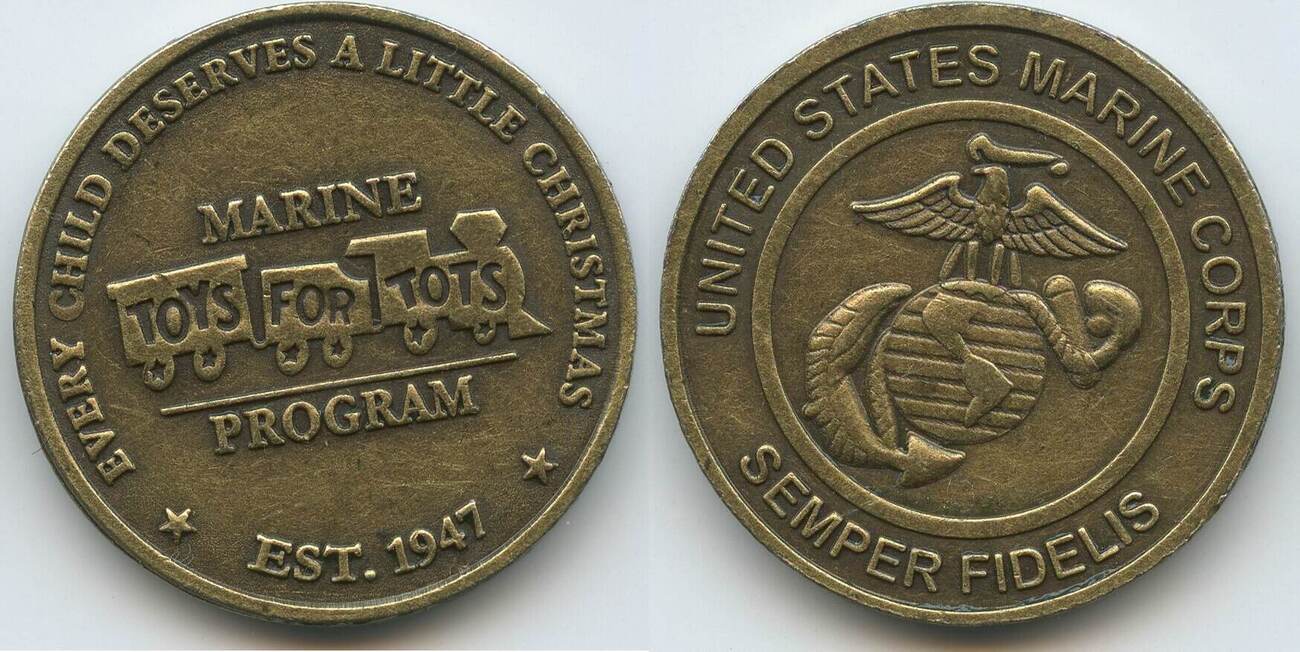 EVERY CHILD DESERVES A LITTLE CHRISTMAS
MARINE
TOYS FOR TOTS
PROGRAM
EST. 1947
UNITED STATES MARINE CORPS
SEMPER FIDELIS